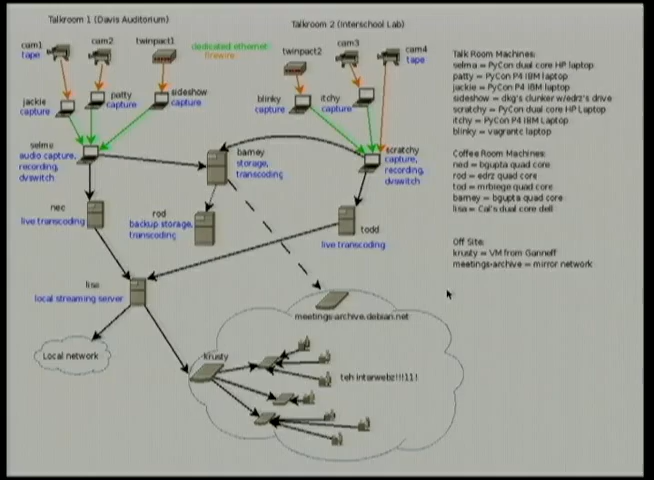 Talkroom 1 (Davis Auditorium)
Talkroom 2 (Interschool Lab)
cam1
tape
cam2
twinpact1
dedicated ethernet
firewire
twinpact2
cam3
cam4
tape
jackie
capture
patty
capture
sideshow
capture
blinky
capture
itchy
capture
selma
audio capture,
recording,
dvswitch
barney
storage,
transcoding
scratchy
capture,
recording,
dvswitch
live transcoding
rod
backup storage,
transcoding
todd
live transcoding
lisa
local streaming server
Local network
meetings-archive.debian.net
krusty
teh interwebz!!!!11!
Talk Room Machines:
selma = PyCon dual core HP laptop
patty = PyCon P4 IBM laptop
jackie = PyCon P4 IBM laptop
sideshow = dkg's clunker w/edrz's drive
scratchy = PyCon dual core HP Laptop
itchy = PyCon P4 IBM Laptop
blinky = vagrants laptop
Coffee Room Machines:
ned = bgupta quad core
rod = edrz quad core
tod = mrbiege quad core
barney = bgupta quad core
lisa = Cal's dual core dell
Off Site:
krusty = VM from Ganneff
meetings-archive = mirror network